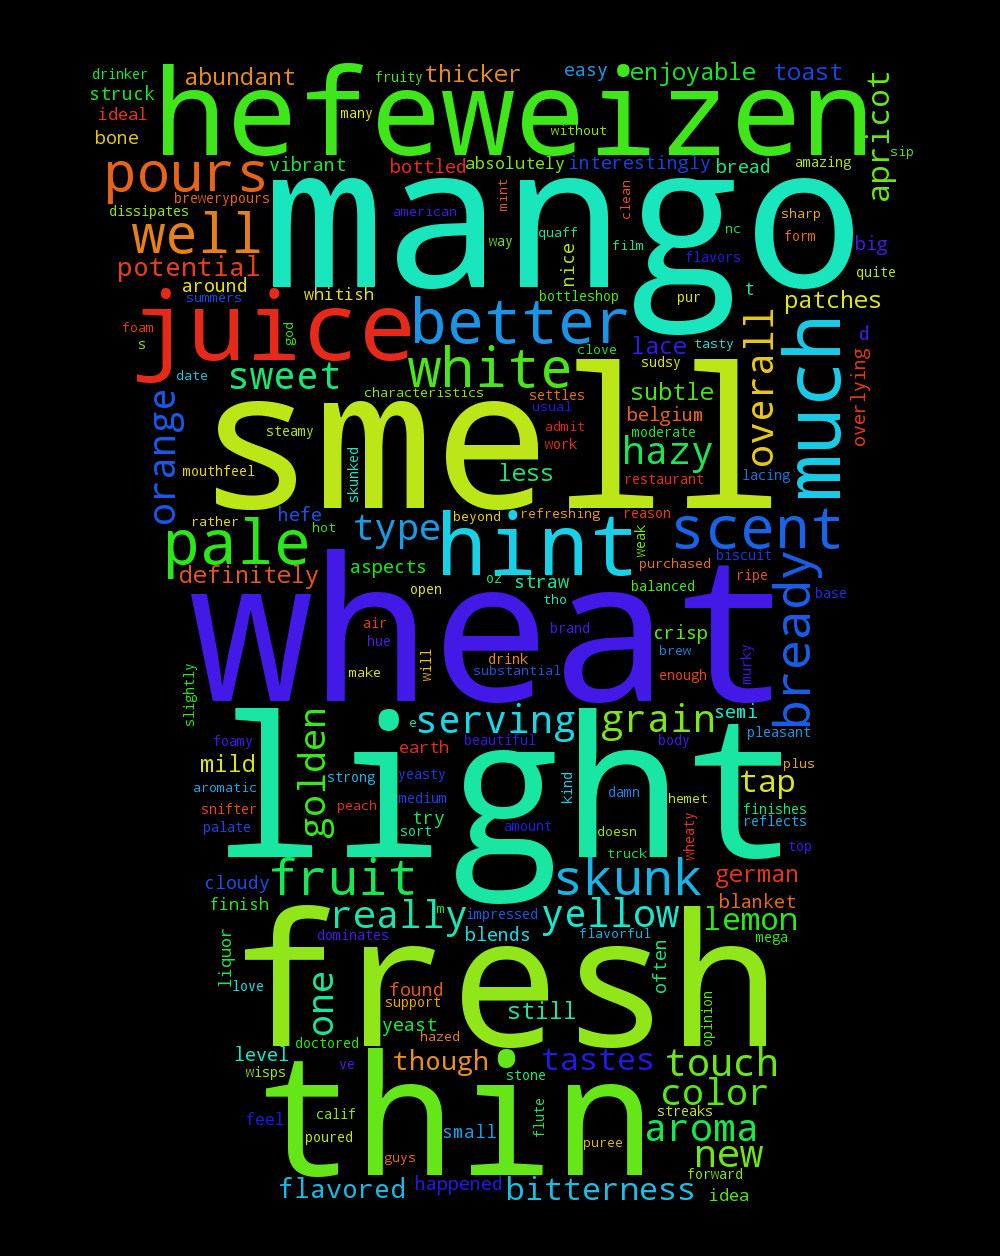 drinker abundant fruity thicker easy enjoyable toast
struck hefeweizen apricot
ideal many
bone without sip
pours vibrant bottled absolutely interestingly bread amazing
brewerypours mango mint clean
dissipates american sharp
well way quaff film nc form big
potential nice flavors quite
around whitish bottleshop pur t patches
summers
foam juice god better overall much d
s clove lace tasty
date sweet white settles sudsy overlying
orange characteristics usual subtle
smell admit belgium
steamy work moderate
mouthfeel skunked less hazy lacing
restaurant
rather hefe hot type beyond refreshing reason scent
pale hint weak biscuit
definitely aspects o2 straw purchased ripe bready
open tho balanced base
wheat
air brand crisp
hue drink brew murky
slightly make will substantial enough
light
golden e serving grain semi
foamy earth beautiful body pleasant
mild strong yeasty kind plus
aromatic medium damn hemet tap
snifter peach try finishes
palate sort amount doesn wheaty reflects
truck top
cloudy fruit skunk german
finish really m impressed yellow blanket
dominates blends flavorful lemon
liquor fresh often mega
love one found
support still opinion
yeast
doctored hazed
level ve though tastes touch
wisps thin stone color
feel calif flute streaks
poured small aroma
guys puree new
forward
flavored happened bitterness idea